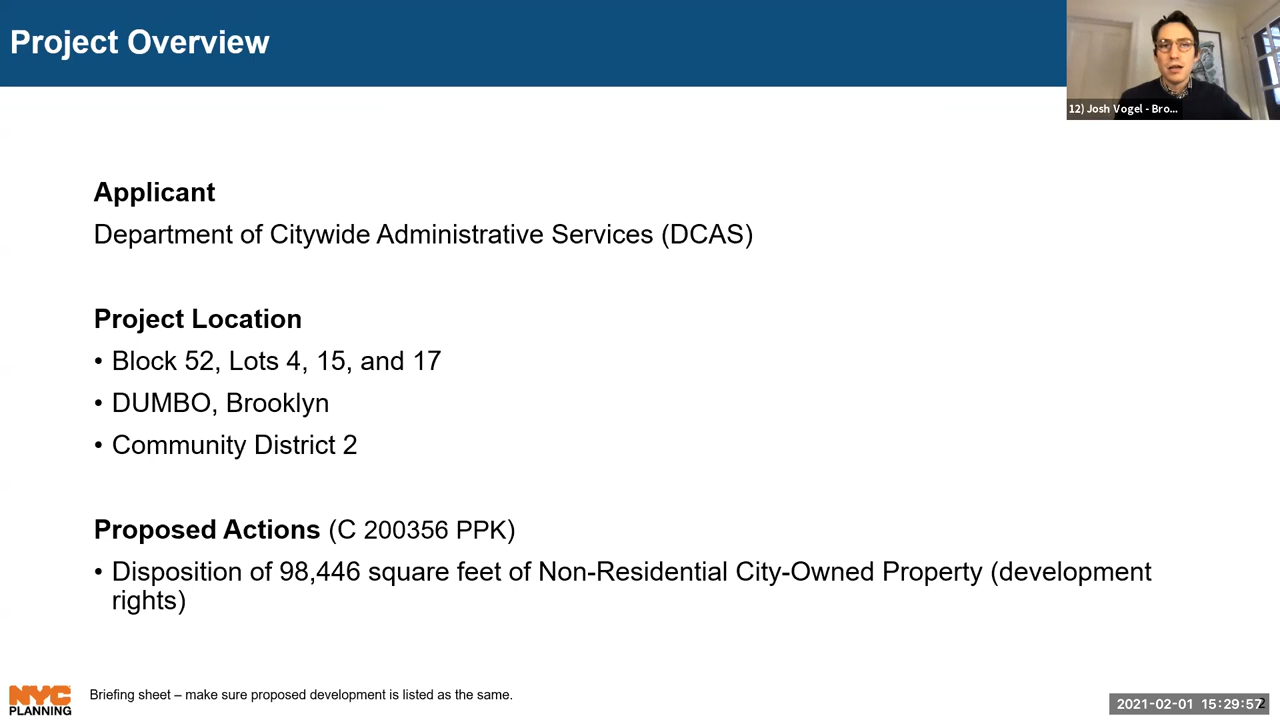 Project Overview
12) Josh Vogel - Bro...
Applicant
Department of Citywide Administrative Services (DCAS)
Project Location
• Block 52, Lots 4, 15, and 17
• DUMBO, Brooklyn
• Community District 2
Proposed Actions (C 200356 PPK)
• Disposition of 98,446 square feet of Non-Residential City-Owned Property (development
rights)
NYC
PLANNING
Briefing sheet – make sure proposed development is listed as the same.
2021-02-01 15:29:57
2